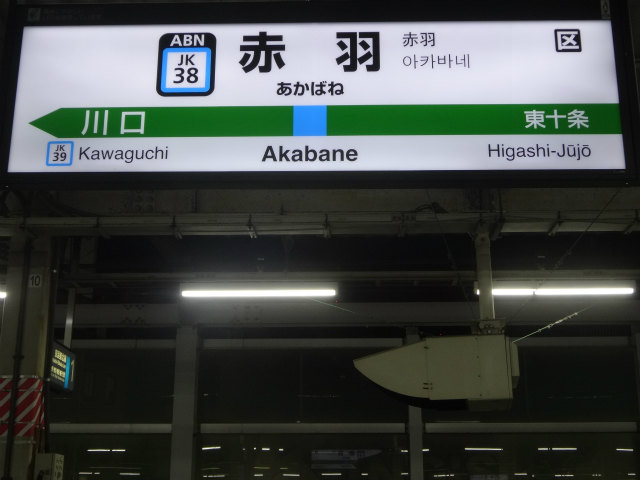 ABN
JK
38
赤羽
あかばね
赤羽
아카바네
区
川口
東十条
JK
39
Kawaguchi
Akabane
Higashi-Jūjō
10
1